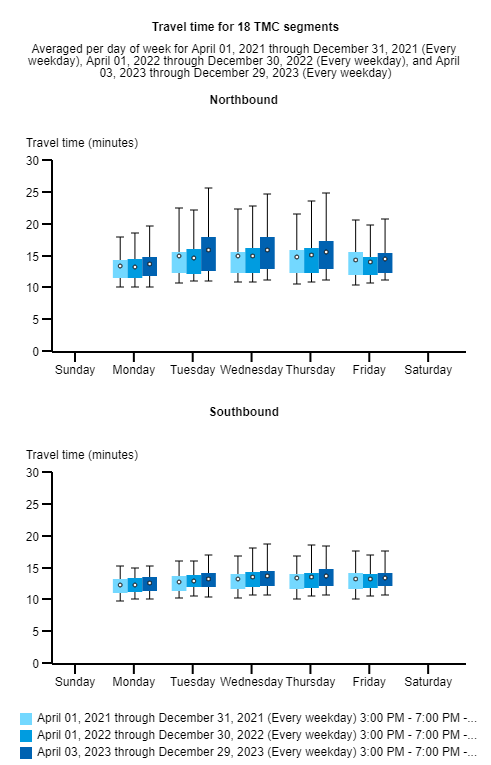 Travel time for 18 TMC segments
Averaged per day of week for April 01, 2021 through December 31, 2021 (Every
weekday), April 01, 2022 through December 30, 2022 (Every weekday), and April
03, 2023 through December 29, 2023 (Every weekday)
Northbound
Travel time (minutes)
30
25
20
15
10
5
0
Sunday Monday Tuesday Wednesday Thursday Friday Saturday
Southbound
Travel time (minutes)
30
25
20
15
10
5
0
Sunday Monday Tuesday Wednesday Thursday Friday Saturday
April 01, 2021 through December 31, 2021 (Every weekday) 3:00 PM - 7:00 PM -...
April 01, 2022 through December 30, 2022 (Every weekday) 3:00 PM - 7:00 PM -...
April 03, 2023 through December 29, 2023 (Every weekday) 3:00 PM - 7:00 PM -...